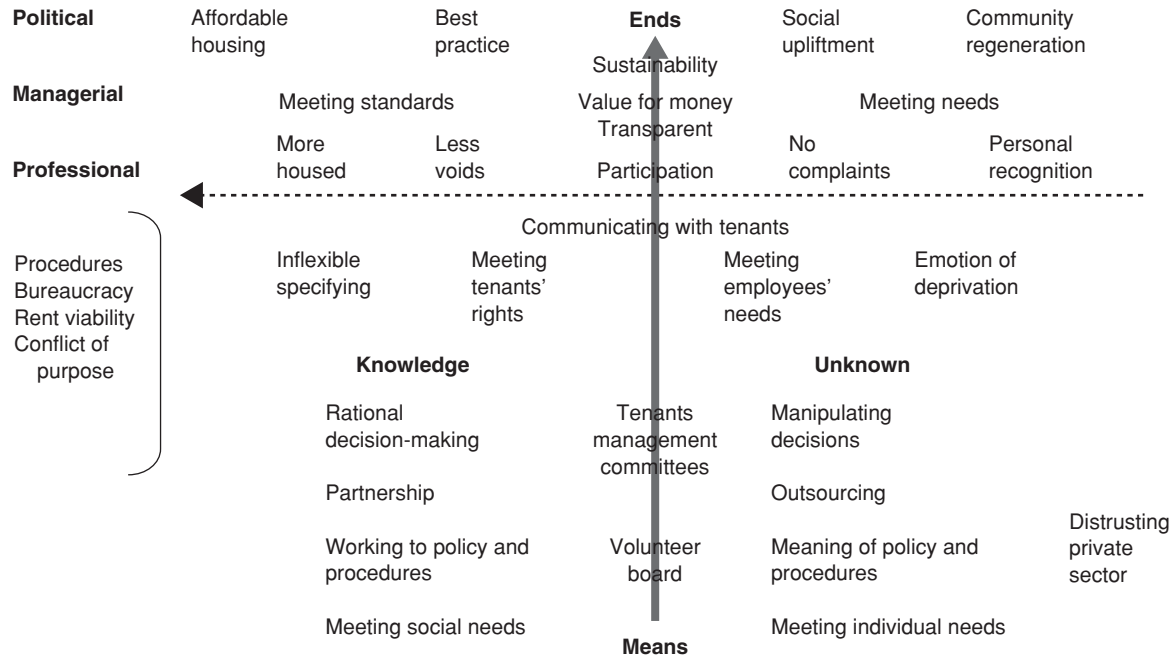 Political
Affordable
housing
Best
practice
Ends
Social
upliftment
Community
regeneration
Sustainability
Managerial
Meeting standards
Value for money
Transparent
Meeting needs
Professional
More
housed
Less
voids
Participation
No
complaints
Personal
recognition
Communicating with tenants
Procedures
Bureaucracy
Rent viability
Conflict of
purpose
Inflexible
specifying
Meeting
tenants'
rights
Meeting
employees'
needs
Emotion of
deprivation
Knowledge
Unknown
Rational
decision-making
Tenants
management
committees
Manipulating
decisions
Partnership
Outsourcing
Working to policy and
procedures
Volunteer
board
Meaning of policy and
procedures
Distrusting
private
sector
Meeting social needs
Means
Meeting individual needs